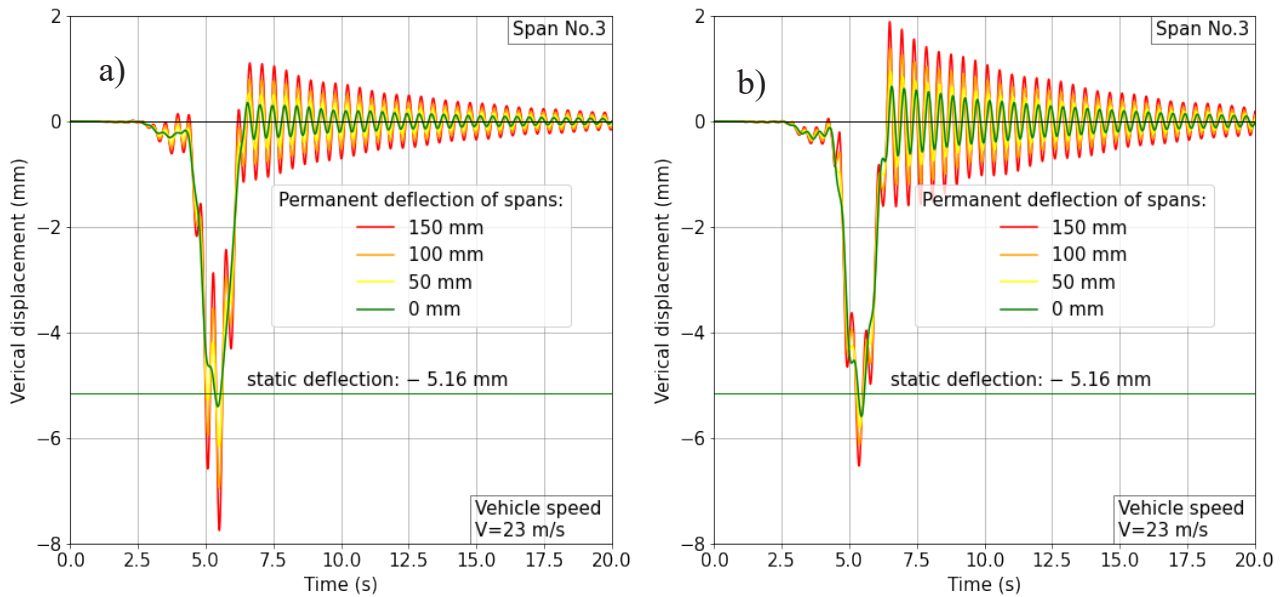 2
Span No.3
a)
0
−2
Permanent deflection of spans:
150 mm
100 mm
50 mm
0 mm
−4
static deflection: − 5.16 mm
−6
Vehicle speed
V=23 m/s
−8
0.0 2.5 5.0 7.5 10.0 12.5 15.0 17.5 20.0
Time (s)
Verical displacement (mm)
2
Span No.3
b)
0
−2
Permanent deflection of spans:
150 mm
100 mm
50 mm
0 mm
−4
static deflection: − 5.16 mm
−6
Vehicle speed
V=23 m/s
−8
0.0 2.5 5.0 7.5 10.0 12.5 15.0 17.5 20.0
Time (s)
Verical displacement (mm)